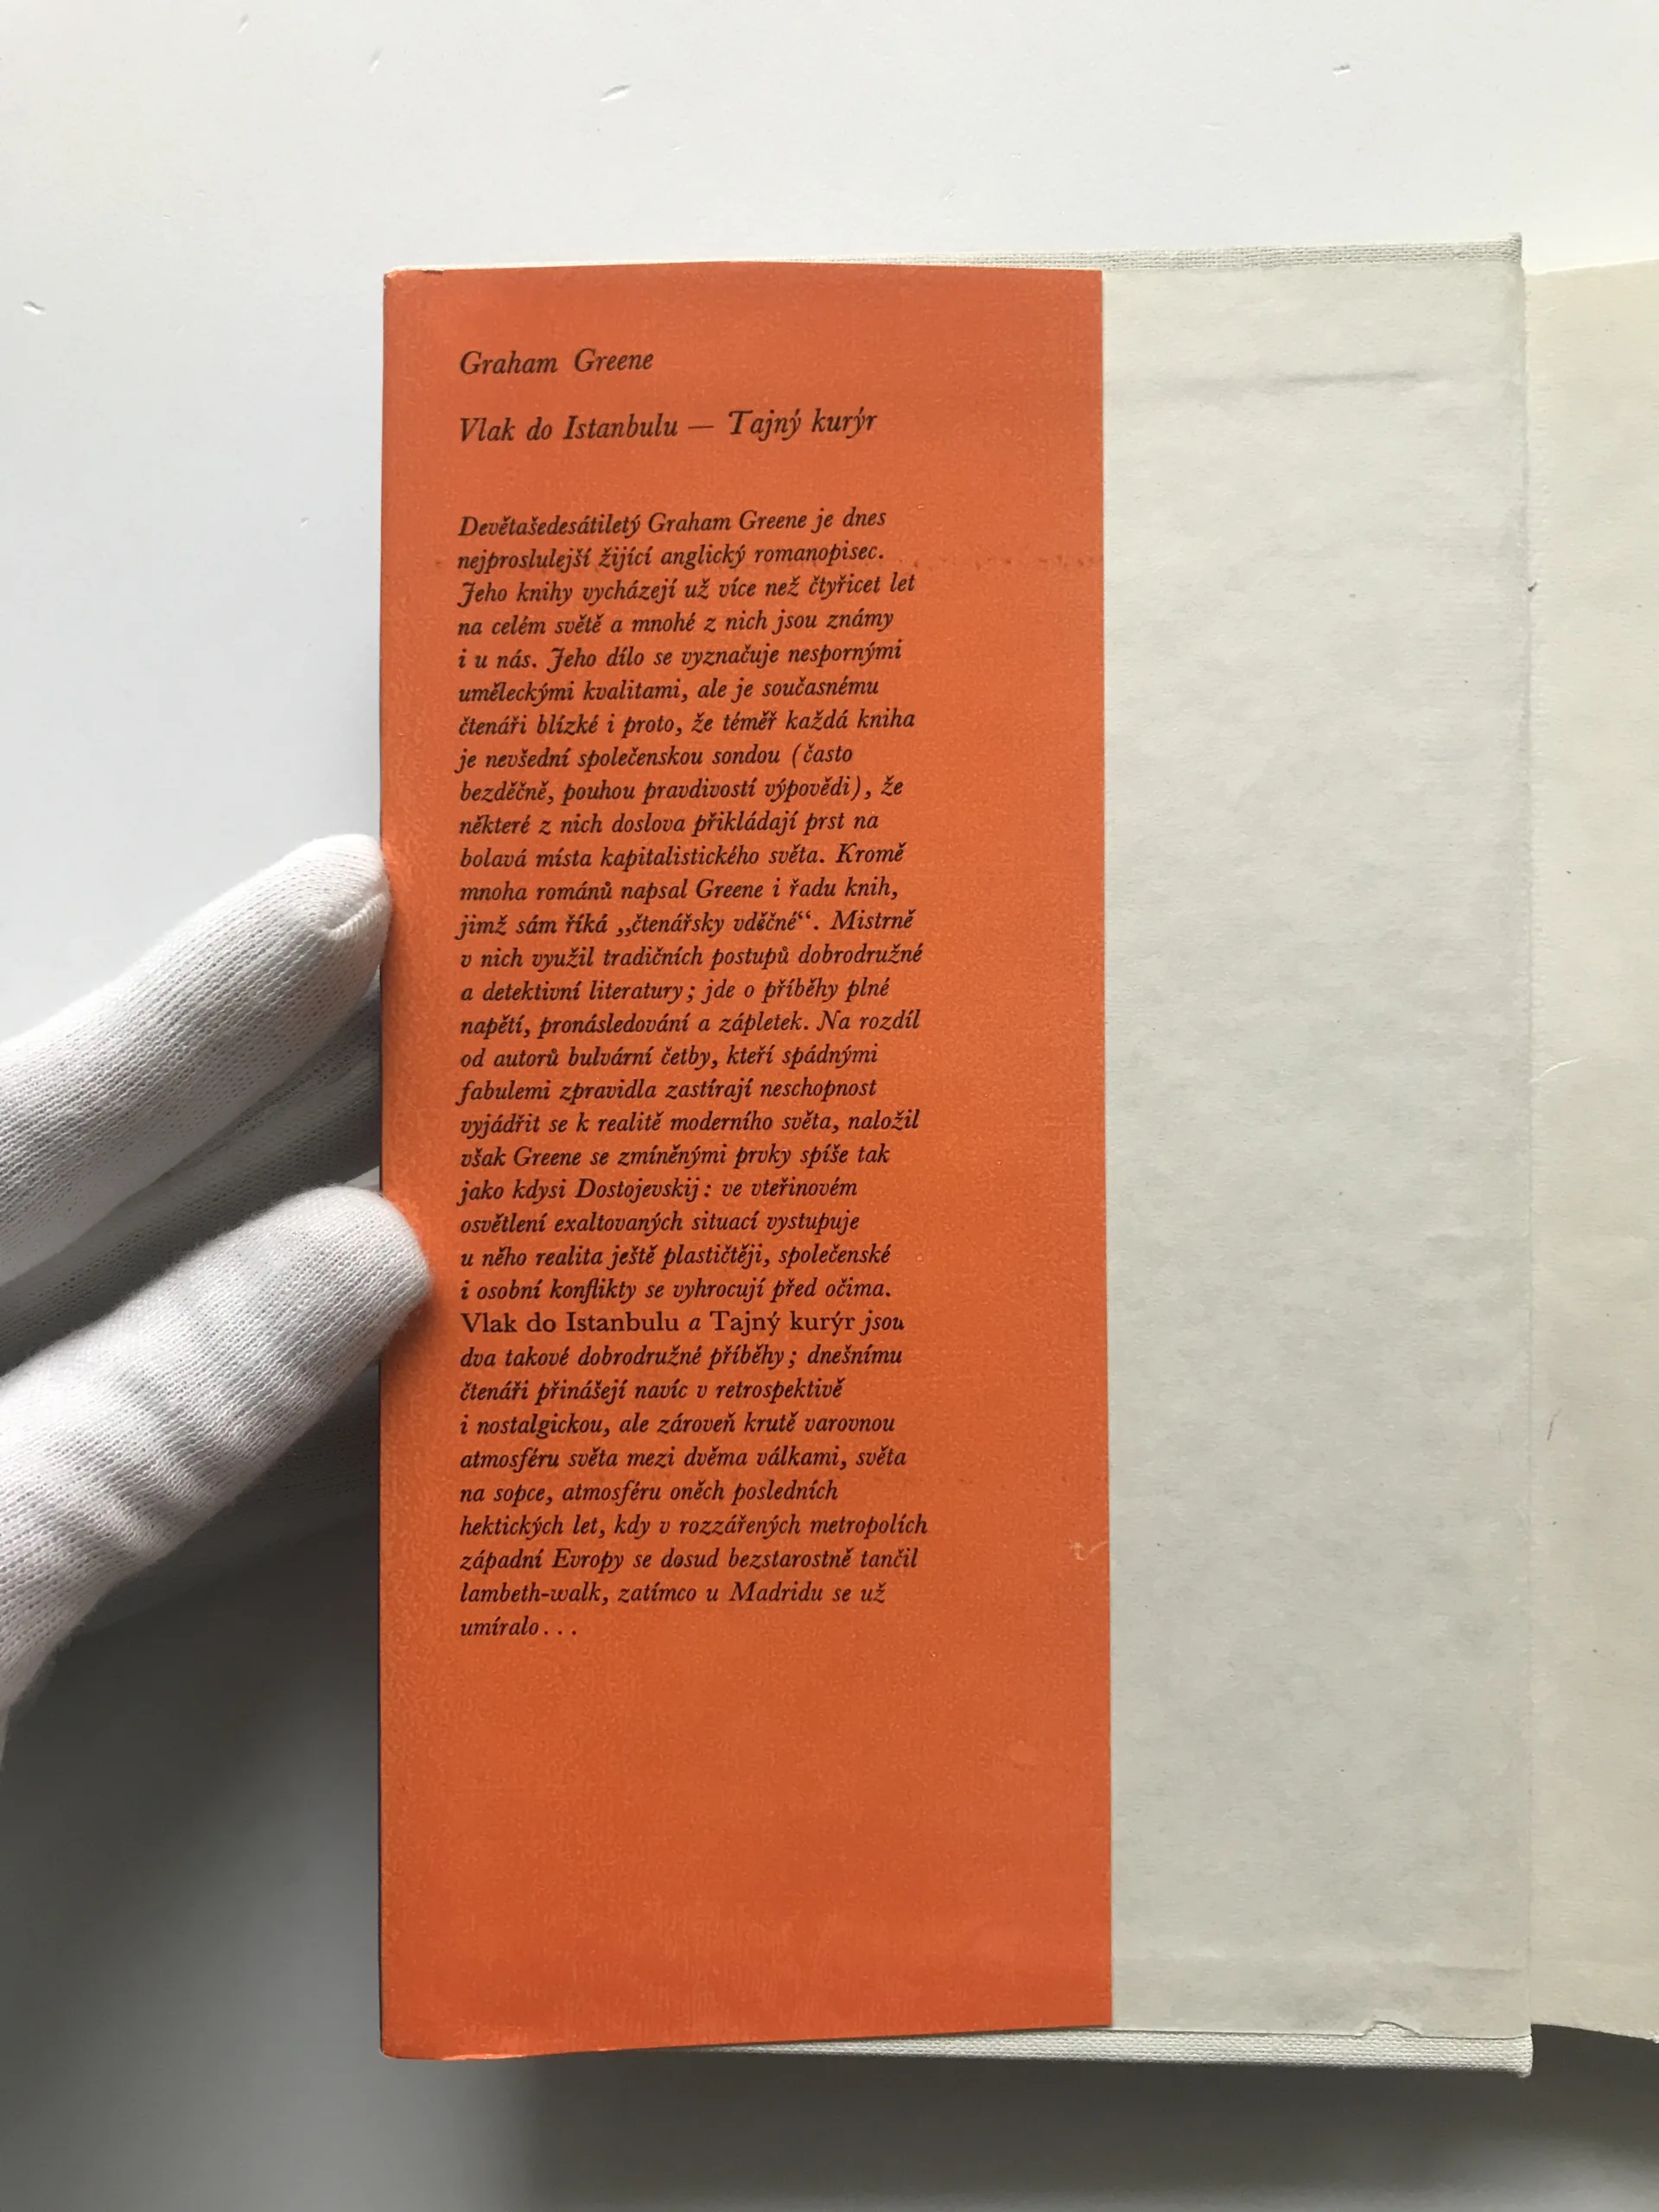 Graham Greene
Vlak do Istanbulu — Tajný kurýr
Devětašedesátiletý Graham Greene je dnes
nejproslulejší žijící anglický romanopisec.
Jeho knihy vycházejí už více než čtyřicet let
na celém světě a mnohé z nich jsou známy
i u nás. Jeho dílo se vyznačuje nespornými
uměleckými kvalitami, ale je současnému
čtenáři blízké i proto, že téměř každá kniha
je nevšední společenskou sondou (často
bezděčně, pouhou pravdivostí výpovědi), že
některé z nich doslova přikládají prst na
bolavá místa kapitalistického světa. Kromě
mnoha románů napsal Greene i řadu knih,
jimž sám říká „čtenářsky vděčné“. Mistrně
v nich využil tradičních postupů dobrodružné
a detektivní literatury; jde o příběhy plné
napětí, pronásledování a zápletek. Na rozdíl
od autorů bulvární četby, kteří spádnými
fabulemi zpravidla zastírají neschopnost
vyjádřit se k realitě moderního světa, naložil
však Greene se zmíněnými prvky spíše tak
jako kdysi Dostojevskij: ve vteřinovém
osvětlení exaltovaných situací vystupuje
u něho realita ještě plastičtěji, společenské
i osobní konflikty se vyhrocují před očima.
Vlak do Istanbulu a Tajný kurýr jsou
dva takové dobrodružné příběhy; dnešnímu
čtenáři přinášejí navíc v retrospektivě
i nostalgickou, ale zároveň krutě varovnou
atmosféru světa mezi dvěma válkami, světa
na sopce, atmosféru oněch posledních
hektických let, kdy v rozzářených metropolích
západní Evropy se dosud bezstarostně tančil
lambeth-walk, zatímco u Madridu se už
umíralo...